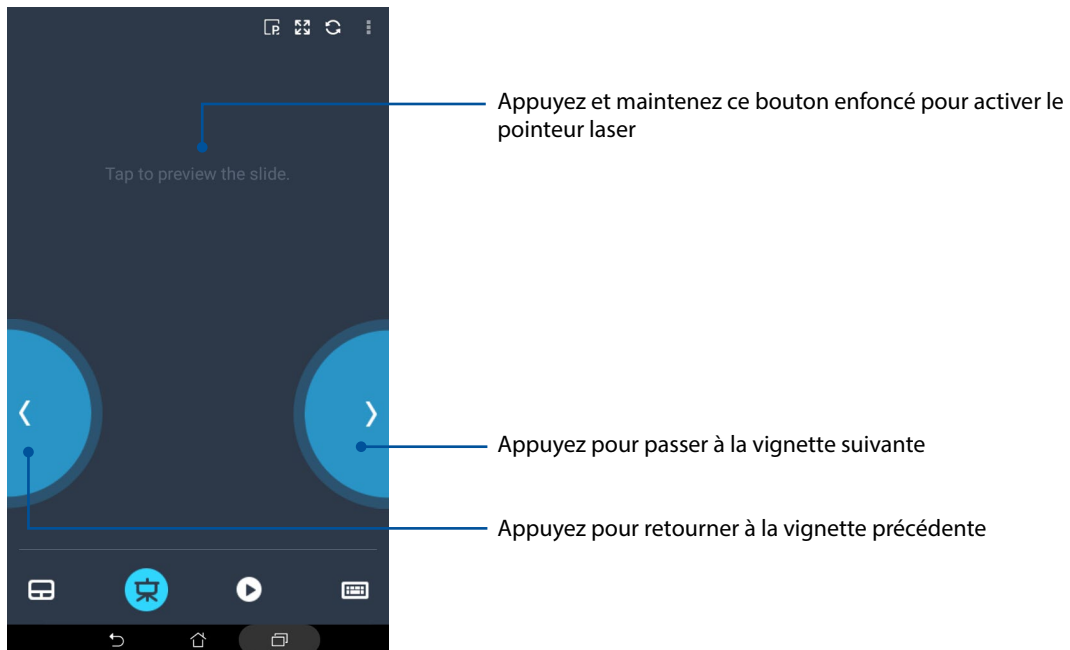 Appuyez et maintenez ce bouton enfoncé pour activer le
pointeur laser
Tap to preview the slide.
Appuyez pour passer à la vignette suivante
Appuyez pour retourner à la vignette précédente